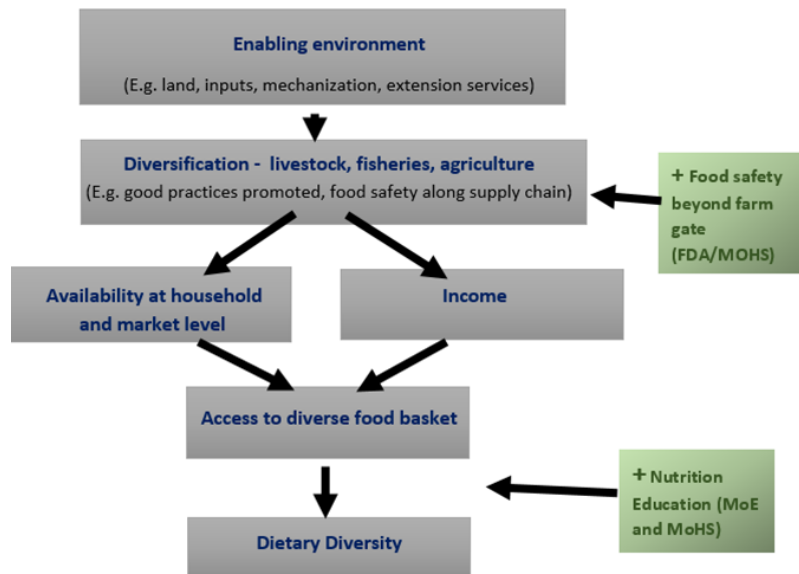 Enabling environment
(E.g. land, inputs, mechanization, extension services)
Diversification -  livestock, fisheries, agriculture
(E.g. good practices promoted, food safety along supply chain)
+ Food safety
beyond farm
gate
(FDA/MOHS)
Availability at household
and market level
Income
Access to diverse food basket
+ Nutrition
Education (MoE
and MoHS)
Dietary Diversity